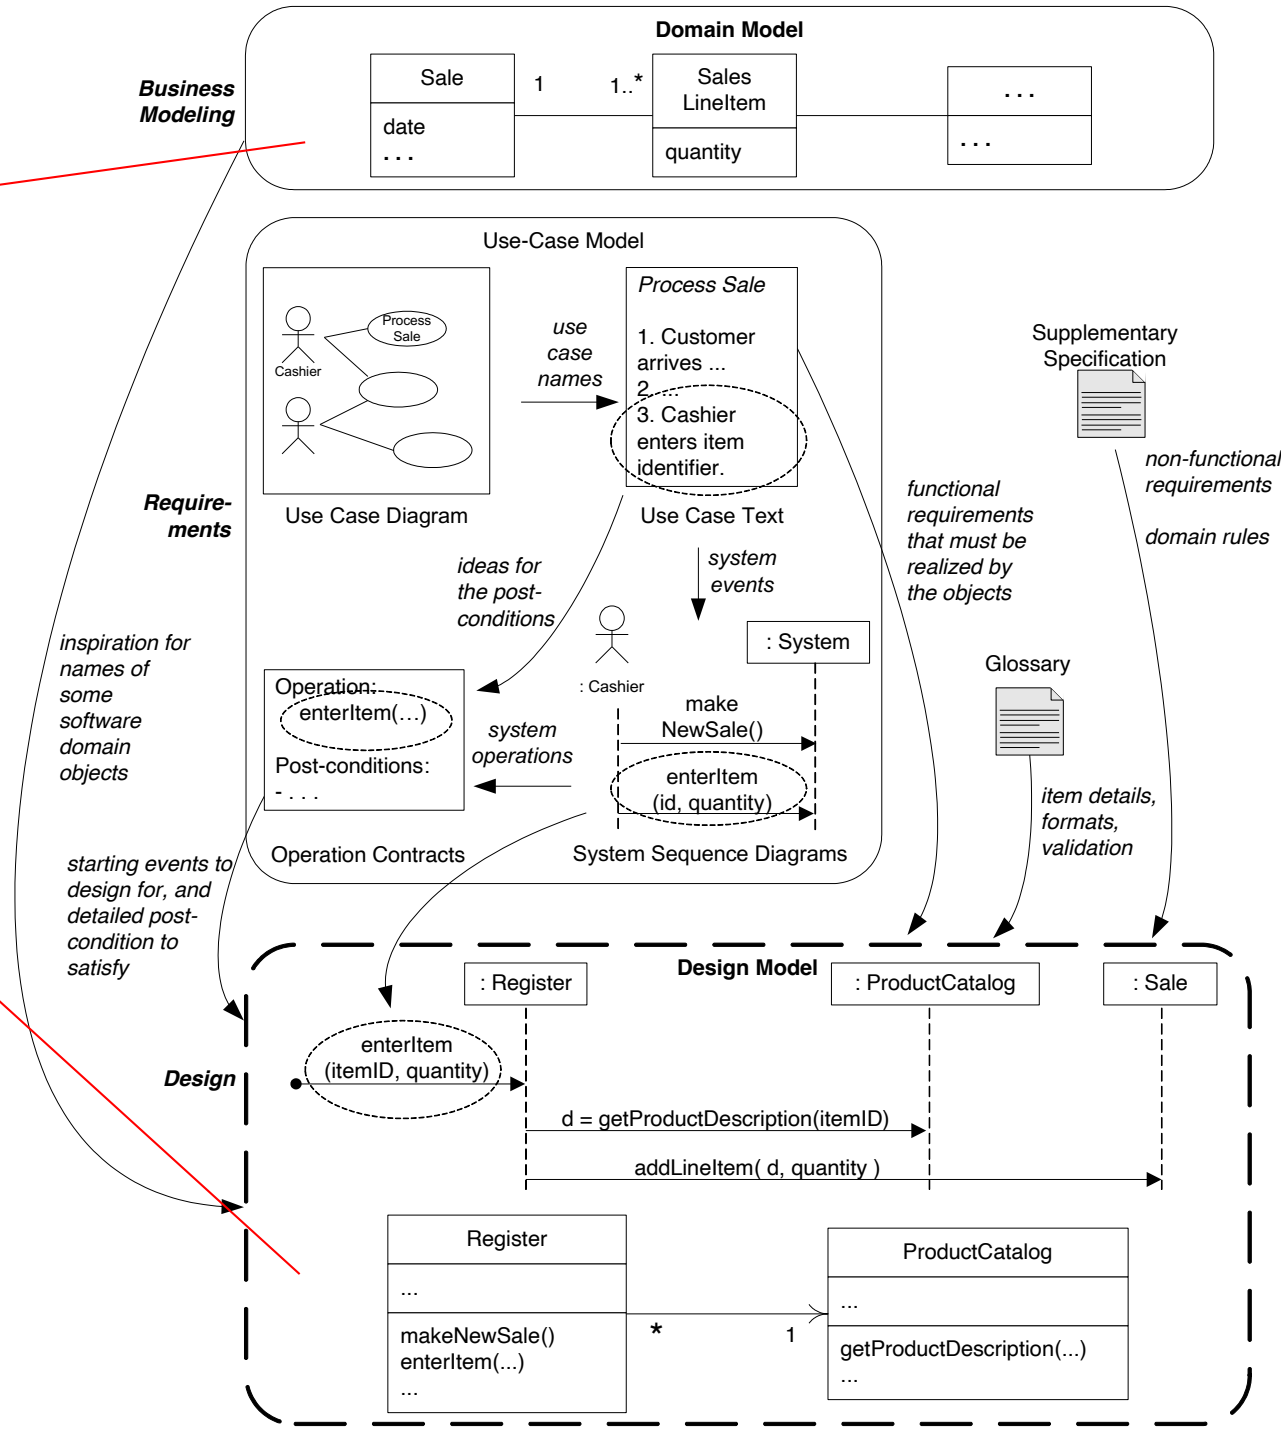 Domain Model
Business
Modeling
Sale
date
. . .
1
1..*
Sales
LineItem
quantity
. . .
. . .
Use-Case Model
Process
Sale
Cashier
Use Case Diagram
use
case
names
Process Sale
1. Customer
arrives ...
2. ...
3. Cashier
enters item
identifier.
Use Case Text
Require-
ments
ideas for
the post-
conditions
system
events
functional
requirements
that must be
realized by
the objects
Supplementary
Specification
non-functional
requirements
domain rules
Glossary
item details,
formats,
validation
inspiration for
names of
some
software
domain
objects
Operation:
enterItem(…)
Post-conditions:
- . . .
Operation Contracts
system
operations
: Cashier
: System
make
NewSale()
enterItem
(id, quantity)
System Sequence Diagrams
starting events to
design for, and
detailed post-
condition to
satisfy
Design Model
: Register
: ProductCatalog
: Sale
Design
enterItem
(itemID, quantity)
d = getProductDescription(itemID)
addLineItem( d, quantity )
Register
...
makeNewSale()
enterItem(...)
...
*
1
ProductCatalog
...
getProductDescription(...)
...